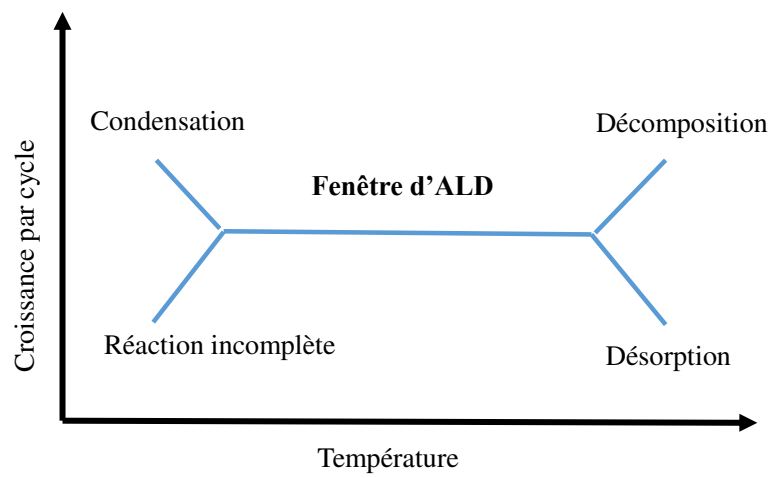 Condensation
Décomposition
Fenêtre d’ALD
Croissance par cycle
Réaction incomplète
Désorption
Température